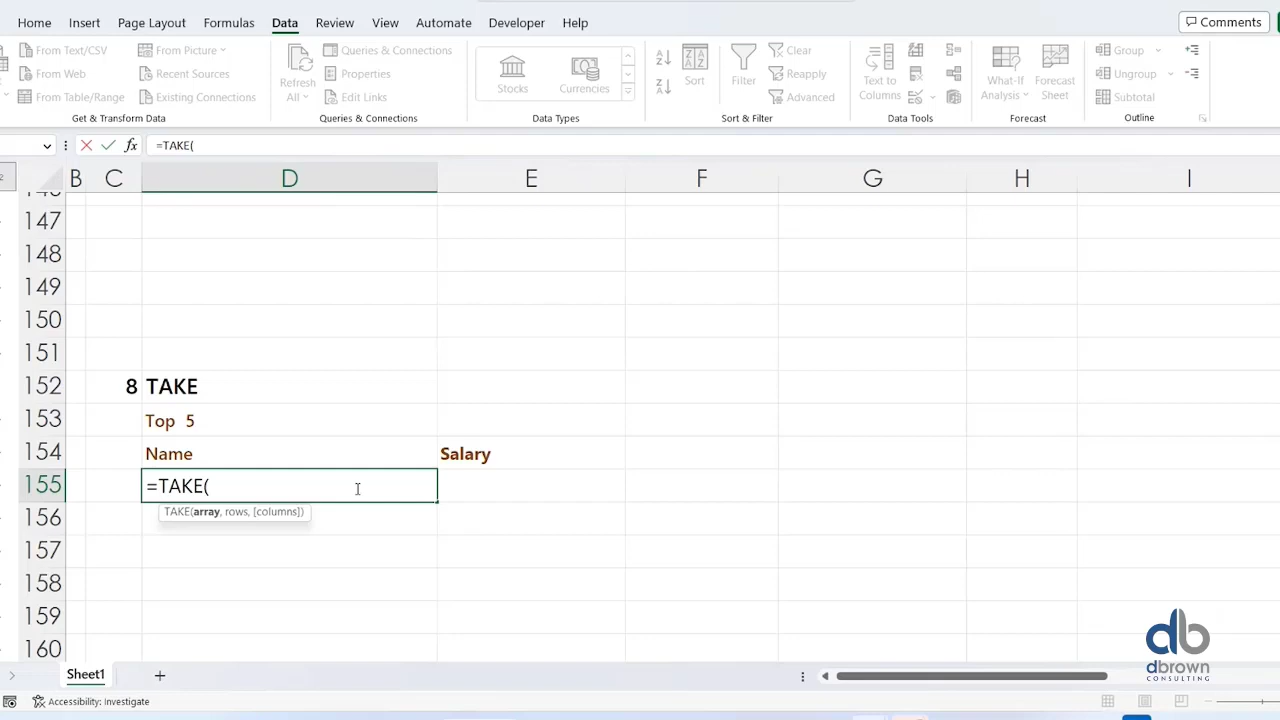 Home Insert Page Layout Formulas Data Review View Automate Developer Help Comments
From Text/CSV From Picture Queries & Connections Clear Group
From Web Recent Sources Refresh All Properties Stocks Currencies Sort Filter Reapply Text to Columns What-If Analysis Forecast Sheet Ungroup
From Table/Range Existing Connections Edit Links Advanced Subtotal
Get & Transform Data Queries & Connections Data Types Sort & Filter Data Tools Forecast Outline
fx =TAKE(
B C D E F G H I
147
148
149
150
151
152 8 TAKE
153 Top 5
154 Name Salary
155 =TAKE(
156 TAKE(array, rows, [columns])
157
158
159
160
db
dbrown
CONSULTING
Sheet1
Accessibility: Investigate